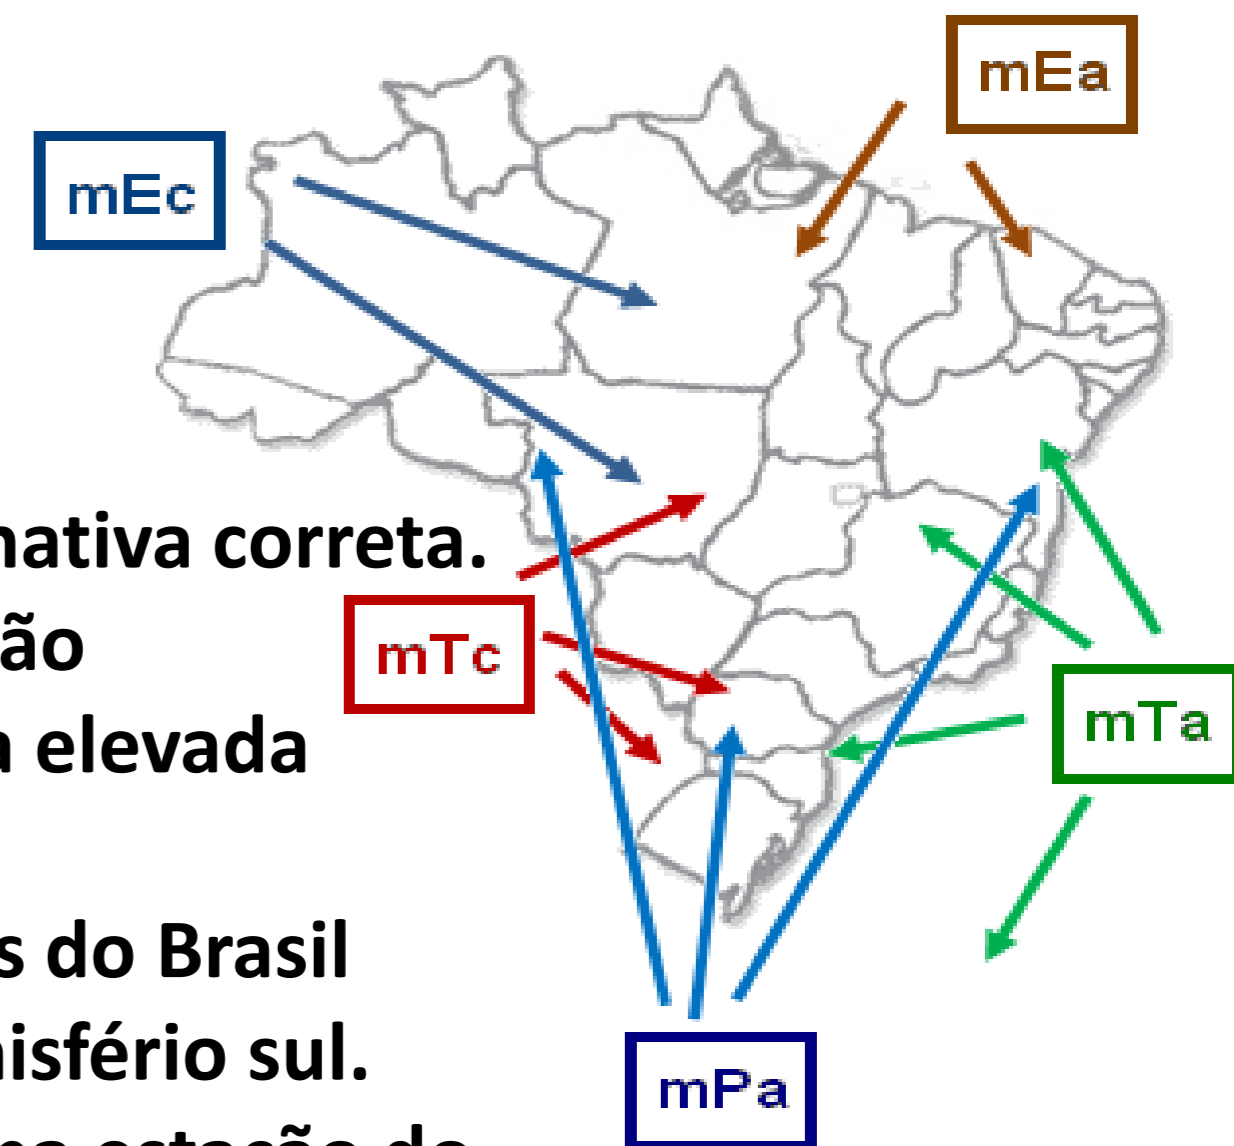 mEa
mEc
nativa correta.
ão
mTc
a elevada
mTa
s do Brasil
nisfério sul.
mPa